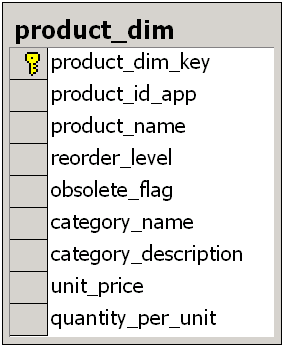 product_dim
product_dim_key
product_id_app
product_name
reorder_level
obsolete_flag
category_name
category_description
unit_price
quantity_per_unit